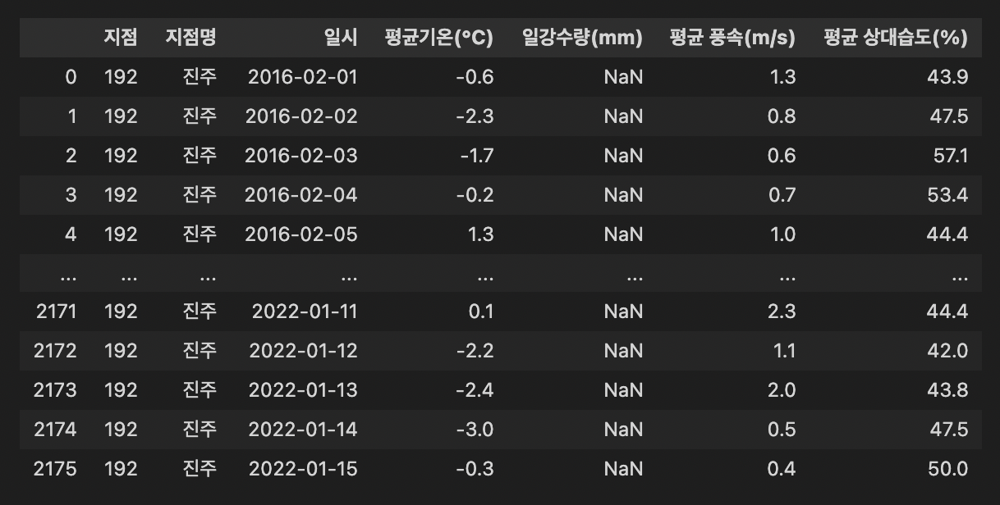 지점 지점명 일시 평균기온(°C) 일강수량(mm) 평균 풍속(m/s) 평균 상대습도(%)
0 192 진주 2016-02-01 -0.6 NaN 1.3 43.9
1 192 진주 2016-02-02 -2.3 NaN 0.8 47.5
2 192 진주 2016-02-03 -1.7 NaN 0.6 57.1
3 192 진주 2016-02-04 -0.2 NaN 0.7 53.4
4 192 진주 2016-02-05 1.3 NaN 1.0 44.4
... ... ... ... ... ... ... ...
2171 192 진주 2022-01-11 0.1 NaN 2.3 44.4
2172 192 진주 2022-01-12 -2.2 NaN 1.1 42.0
2173 192 진주 2022-01-13 -2.4 NaN 2.0 43.8
2174 192 진주 2022-01-14 -3.0 NaN 0.5 47.5
2175 192 진주 2022-01-15 -0.3 NaN 0.4 50.0